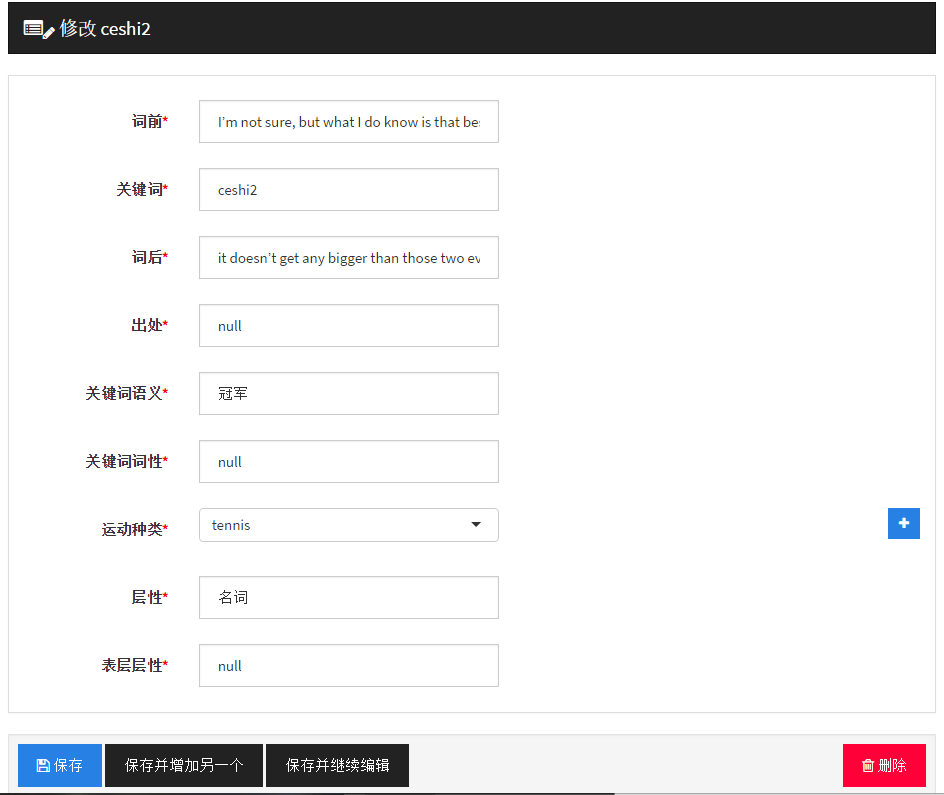 修改 ceshi2
词前*
I’m not sure, but what I do know is that bes
关键词*
ceshi2
词后*
it doesn’t get any bigger than those two ev
出处*
null
关键词语义*
冠军
关键词词性*
null
运动种类*
tennis
层性*
名词
表层层性*
null
保存 保存并增加另一个 保存并继续编辑 删除